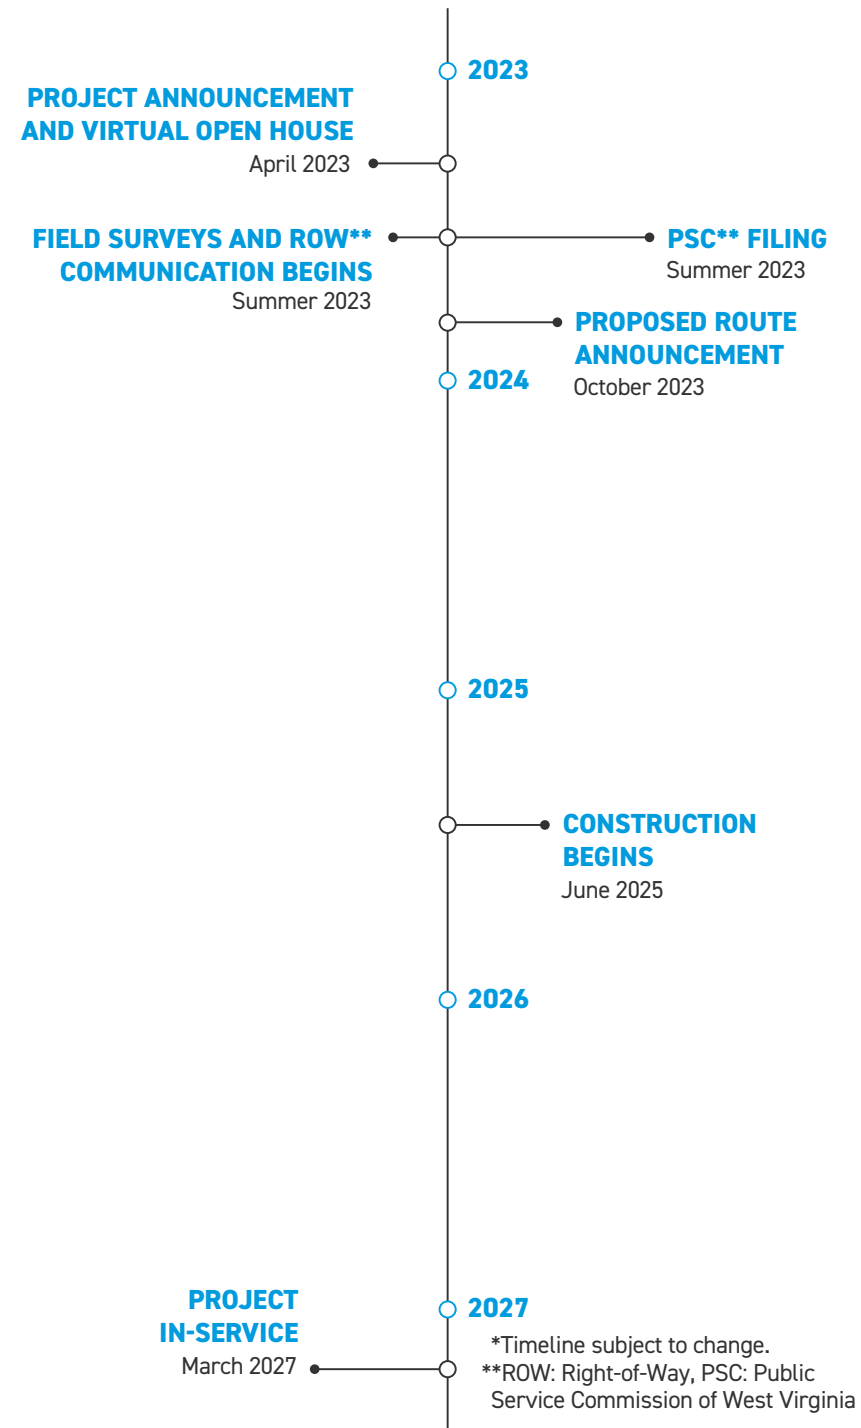 2023
PROJECT ANNOUNCEMENT
AND VIRTUAL OPEN HOUSE
April 2023
FIELD SURVEYS AND ROW**
COMMUNICATION BEGINS
Summer 2023
PSC** FILING
Summer 2023
PROPOSED ROUTE
ANNOUNCEMENT
October 2023
2024
2025
CONSTRUCTION
BEGINS
June 2025
2026
2027
PROJECT
IN-SERVICE
March 2027
*Timeline subject to change.
**ROW: Right-of-Way, PSC: Public
Service Commission of West Virginia